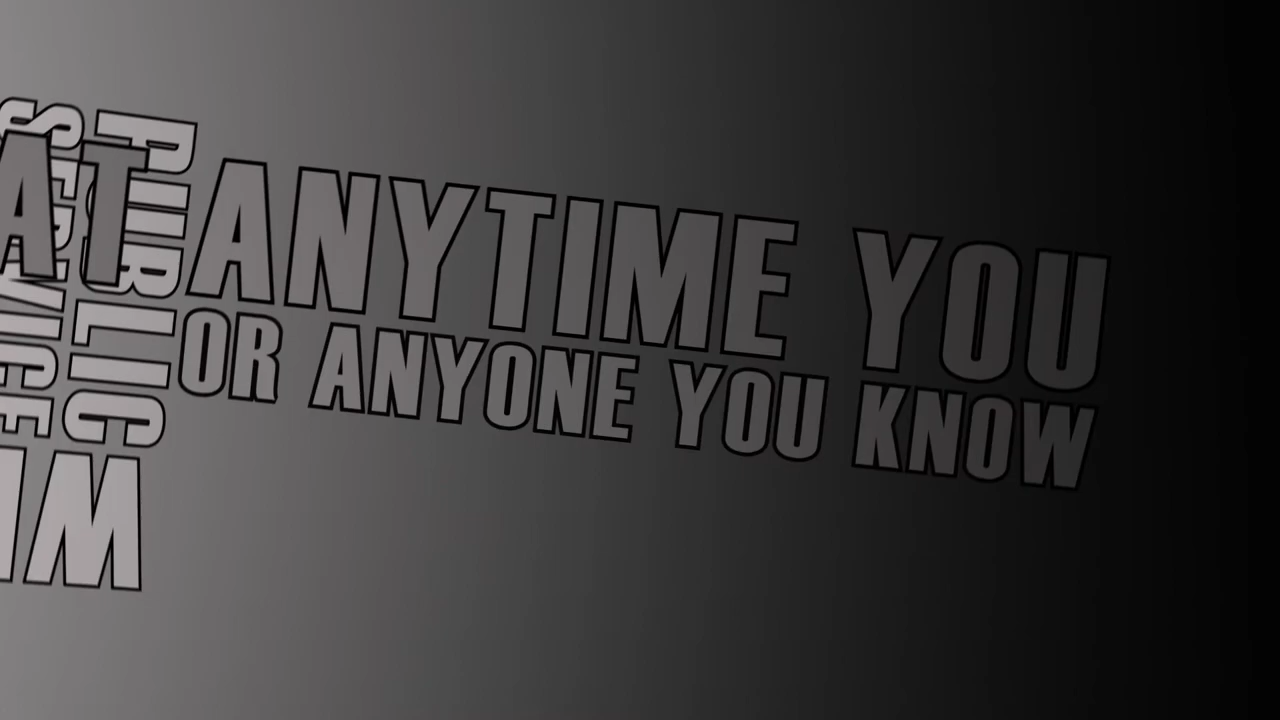 AT ANYTIME YOU
OR ANYONE YOU KNOW
PUBLIC
SERVICE